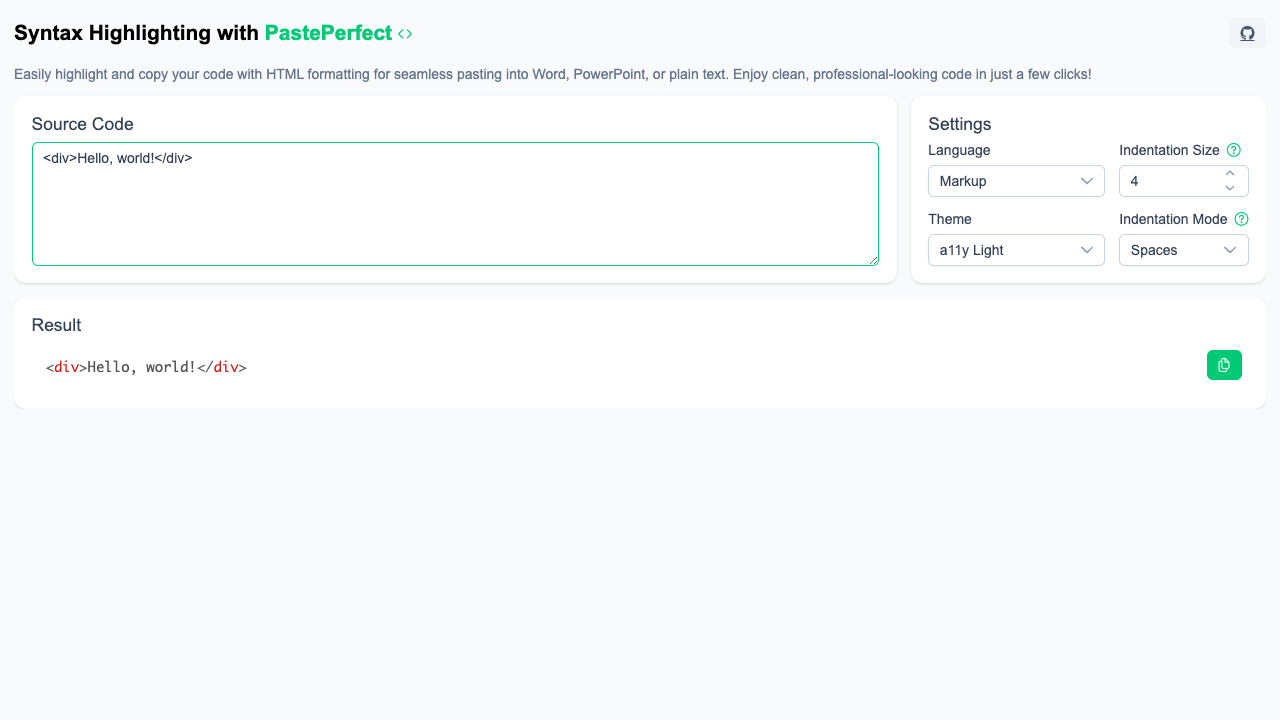 Syntax Highlighting with PastePerfect
Easily highlight and copy your code with HTML formatting for seamless pasting into Word, PowerPoint, or plain text. Enjoy clean, professional-looking code in just a few clicks!
Source Code
<div>Hello, world!</div>
Settings
Language
Indentation Size
Markup
4
Theme
Indentation Mode
a11y Light
Spaces
Result
<div>Hello, world!</div>